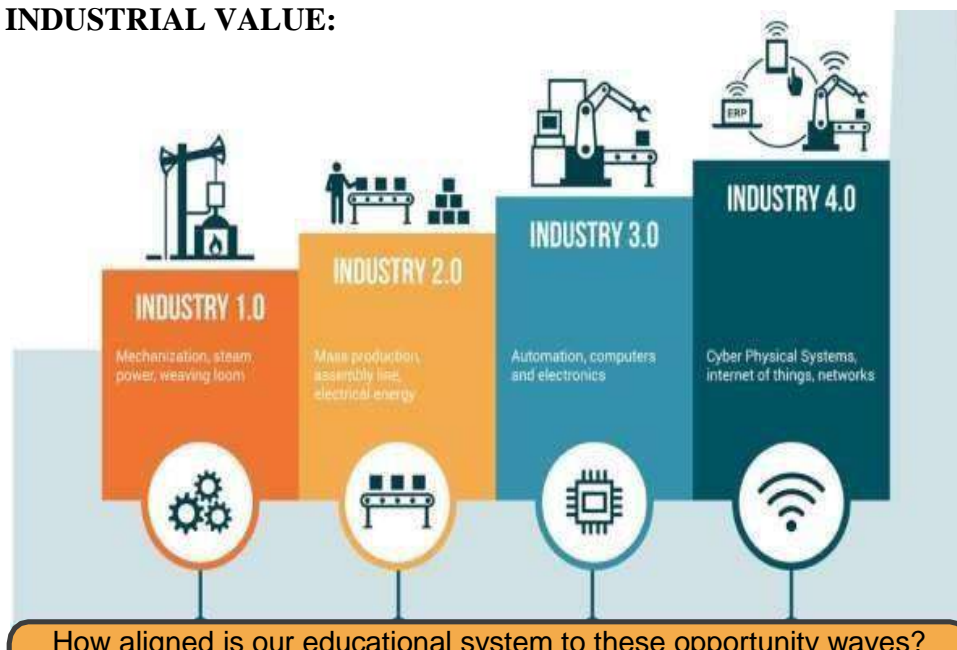 INDUSTRIAL VALUE:
ERP
INDUSTRY 1.0
Mechanization, steam
power, weaving loom
INDUSTRY 2.0
Mass production,
assembly line,
electrical energy
INDUSTRY 3.0
Automation, computers
and electronics
INDUSTRY 4.0
Cyber Physical Systems,
internet of things, networks
How aligned is our educational system to these opportunity waves?